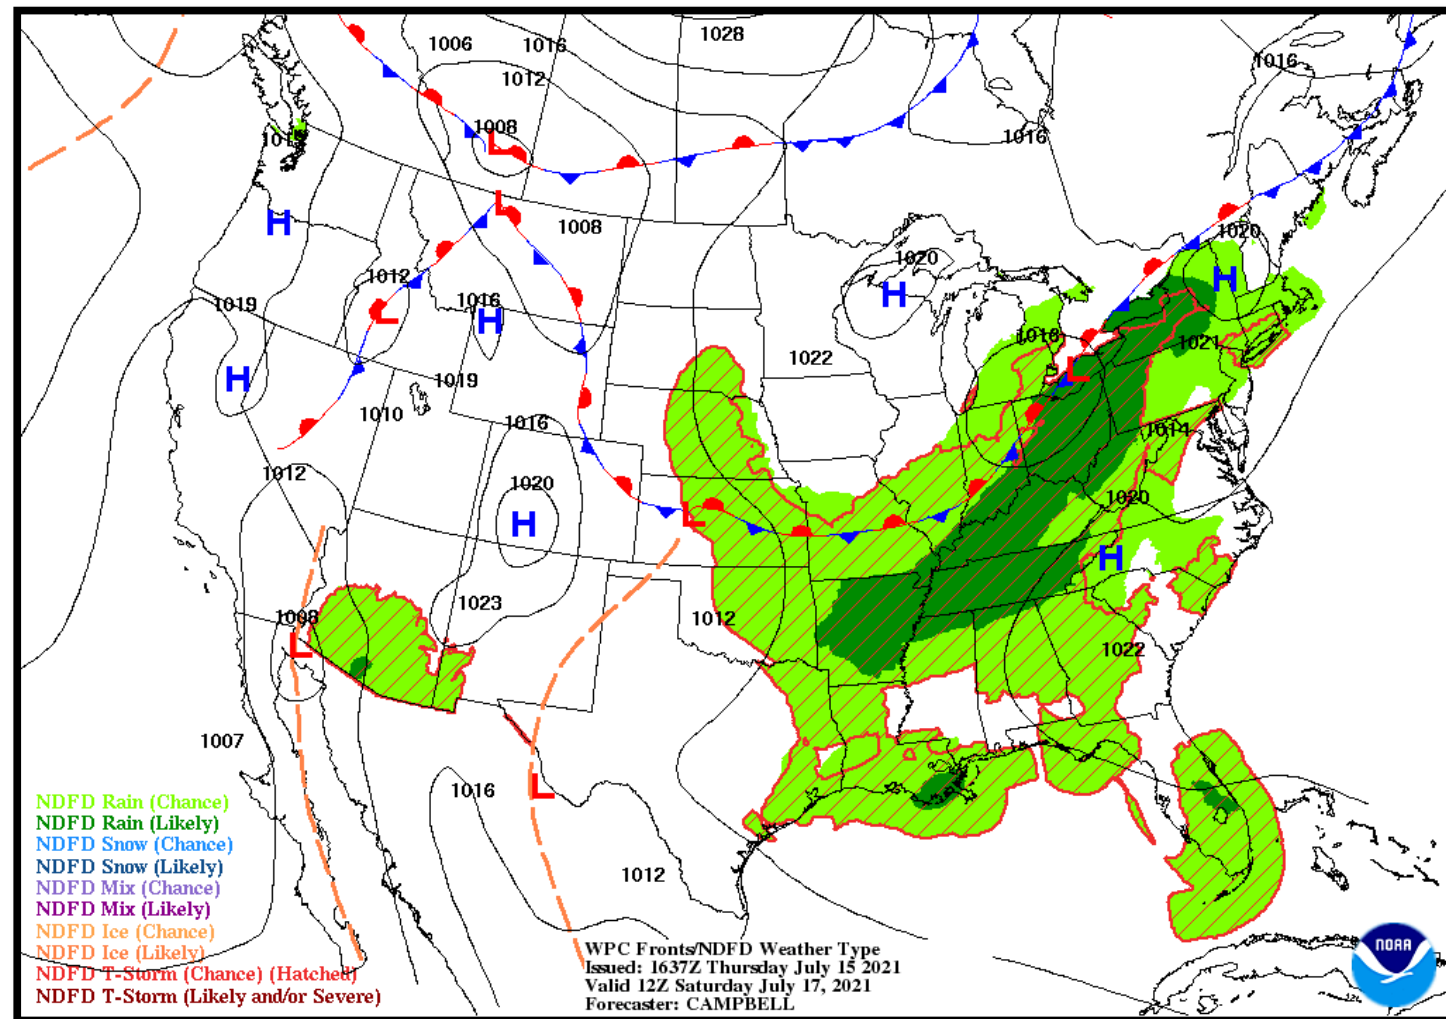 1006
1016
1028
1016
1012
1008
L
1016
L
H
1008
1020
1012
1020
H
1019
1016
H
H
L
1018
1022
1021
H
1019
L
1010
1016
1014
1012
1020
1020
H
L
H
1023
1008
1012
L
1022
1007
1016
L
1012
NDFD Rain (Chance)
NDFD Rain (Likely)
NDFD Snow (Chance)
NDFD Snow (Likely)
NDFD Mix (Chance)
NDFD Mix (Likely)
NDFD Ice (Chance)
NDFD Ice (Likely)
NDFD T-Storm (Chance) (Hatched)
NDFD T-Storm (Likely and/or Severe)
WPC Fronts/NDFD Weather Type
Issued: 1637Z Thursday July 15 2021
Valid 12Z Saturday July 17, 2021
Forecaster: CAMPBELL
NOAA